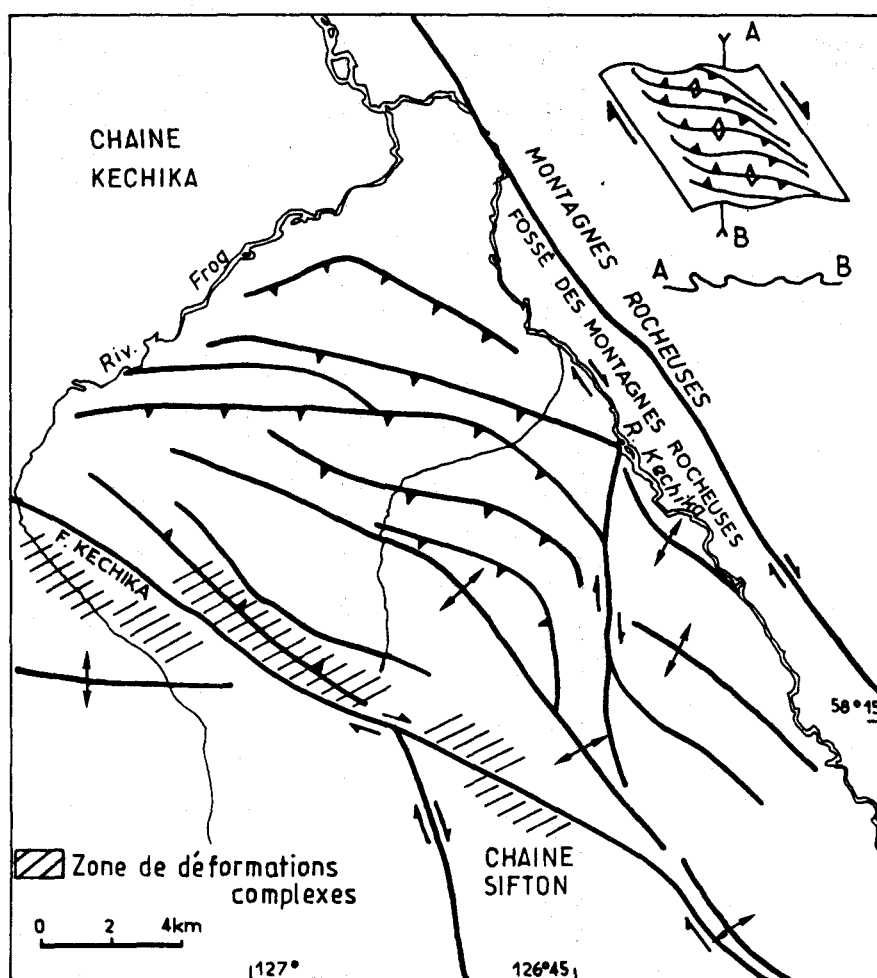 CHAINE
KECHIKA
Riv. Frog
MONTAGNES ROCHEUSES
FOSSÉ DES MONTAGNES ROCHEUSES
R. Kechika
A
B
A B
F. KECHIKA
58°15
Zone de déformations
complexes
CHAINE
SIFTON
0 2 4km
127°
126°45